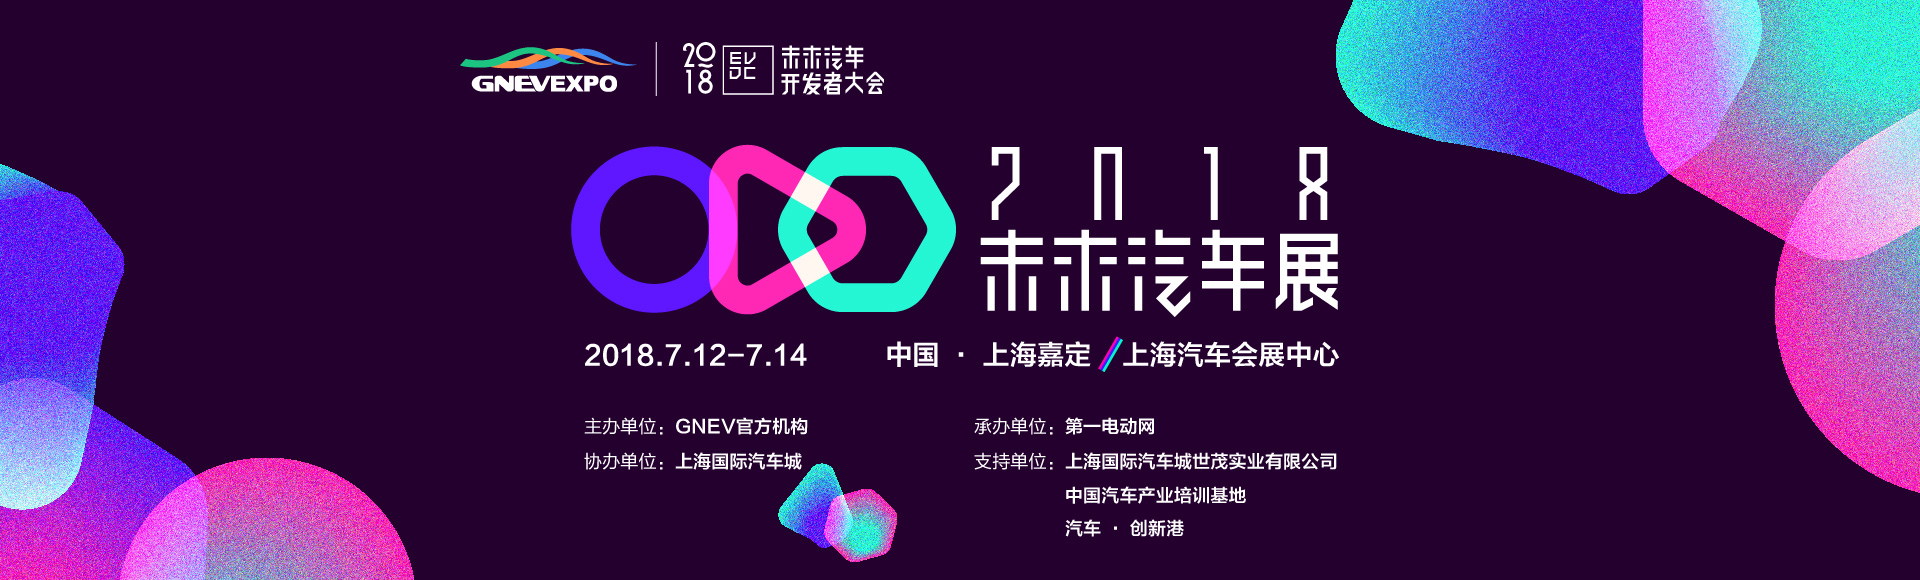 GNEVEXPO
2018 EVDC 未来汽车
开发者大会
2018
未来汽车展
2018.7.12-7.14
中国 · 上海嘉定//上海汽车会展中心
主办单位：GNEV官方机构
协办单位：上海国际汽车城
承办单位：第一电动网
支持单位：上海国际汽车城世茂实业有限公司
中国汽车产业培训基地
汽车 · 创新港